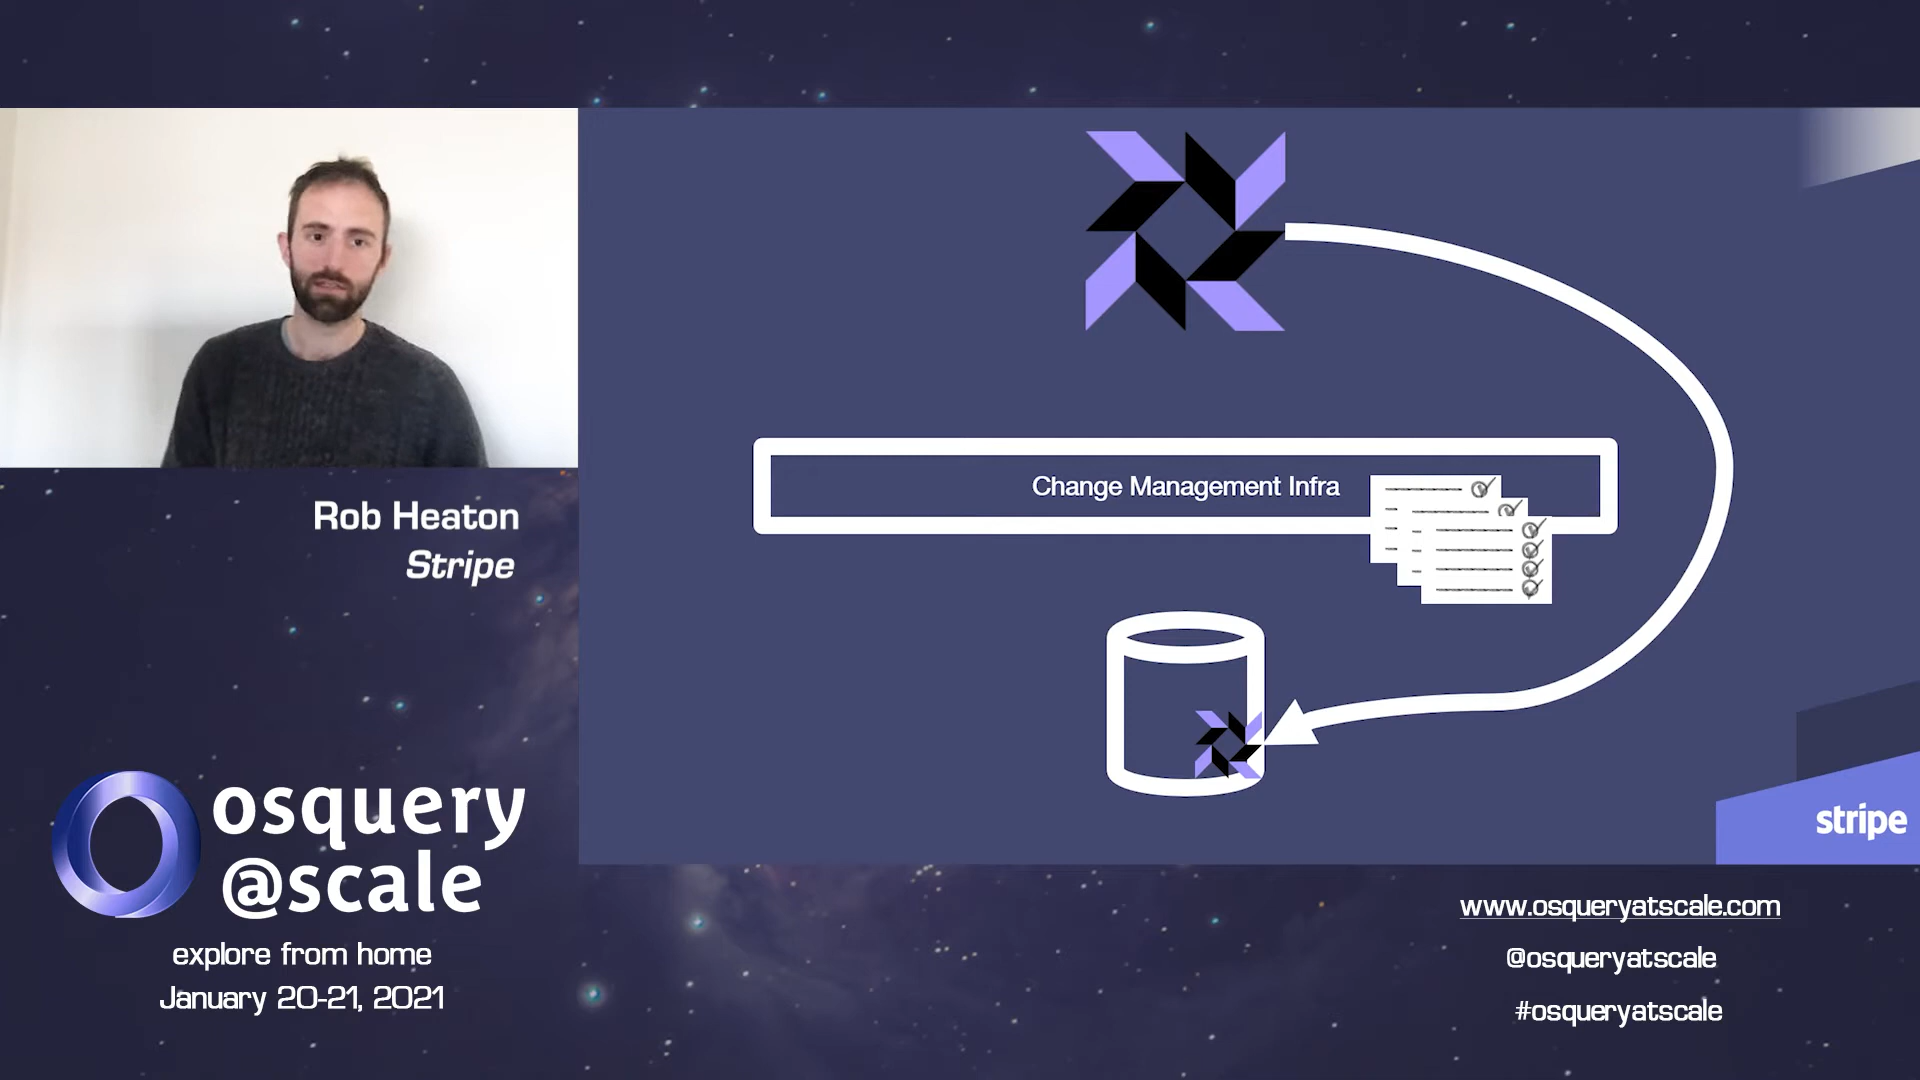 Change Management Infra
Rob Heaton
Stripe
stripe
osquery
@scale
explore from home
January 20-21, 2021
www.osqueryatscale.com
@osqueryatscale
#osqueryatscale